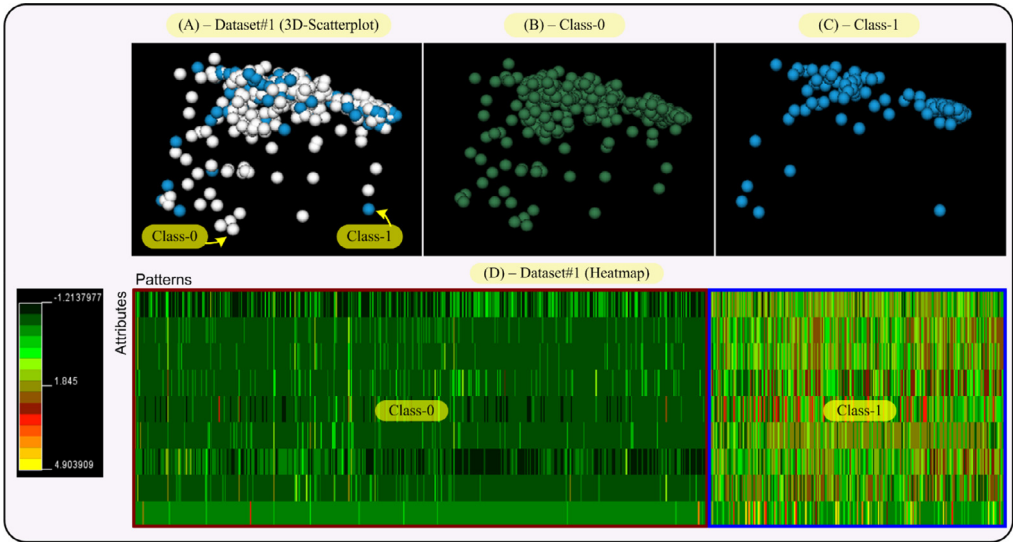 (A) – Dataset#1 (3D-Scatterplot)
(B) – Class-0
(C) – Class-1
Class-0
Class-1
(D) – Dataset#1 (Heatmap)
Patterns
Attributes
-1.2137977
1.845
4.903909
Class-0
Class-1